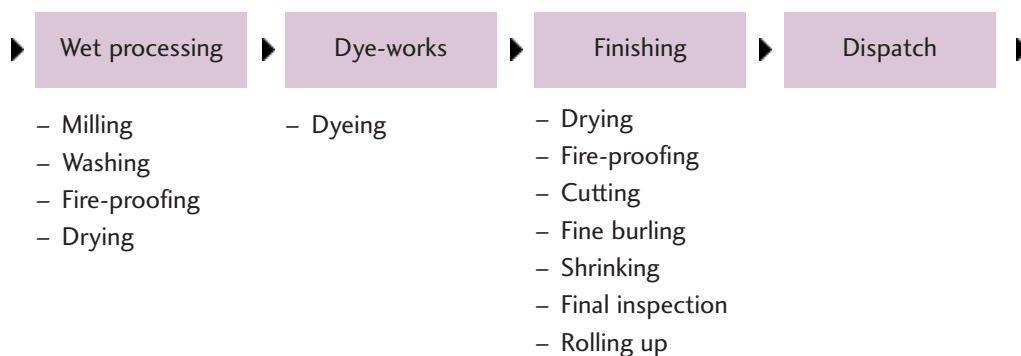 Wet processing
– Milling
– Washing
– Fire-proofing
– Drying
Dye-works
– Dyeing
Finishing
– Drying
– Fire-proofing
– Cutting
– Fine burling
– Shrinking
– Final inspection
– Rolling up
Dispatch